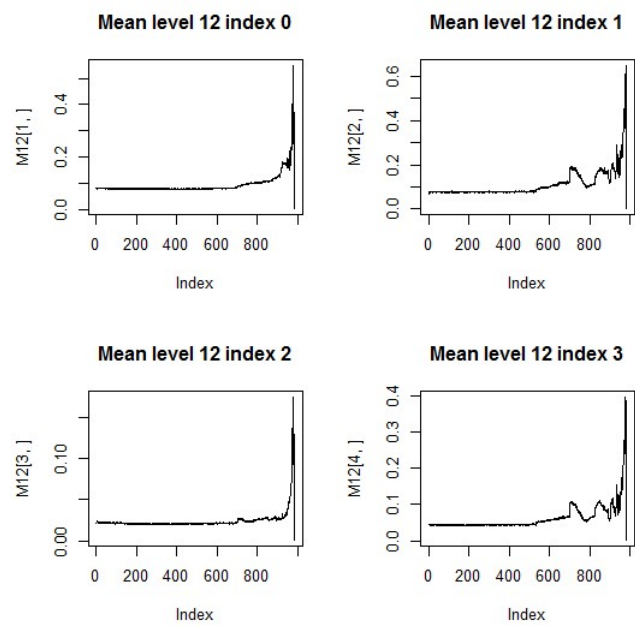 Mean level 12 index 0
M12[1, ]
0.0 0.2 0.4
0 200 400 600 800
Index
Mean level 12 index 1
M12[2, ]
0.0 0.2 0.4 0.6
0 200 400 600 800
Index
Mean level 12 index 2
M12[3, ]
0.00 0.10
0 200 400 600 800
Index
Mean level 12 index 3
M12[4, ]
0.0 0.1 0.2 0.3 0.4
0 200 400 600 800
Index